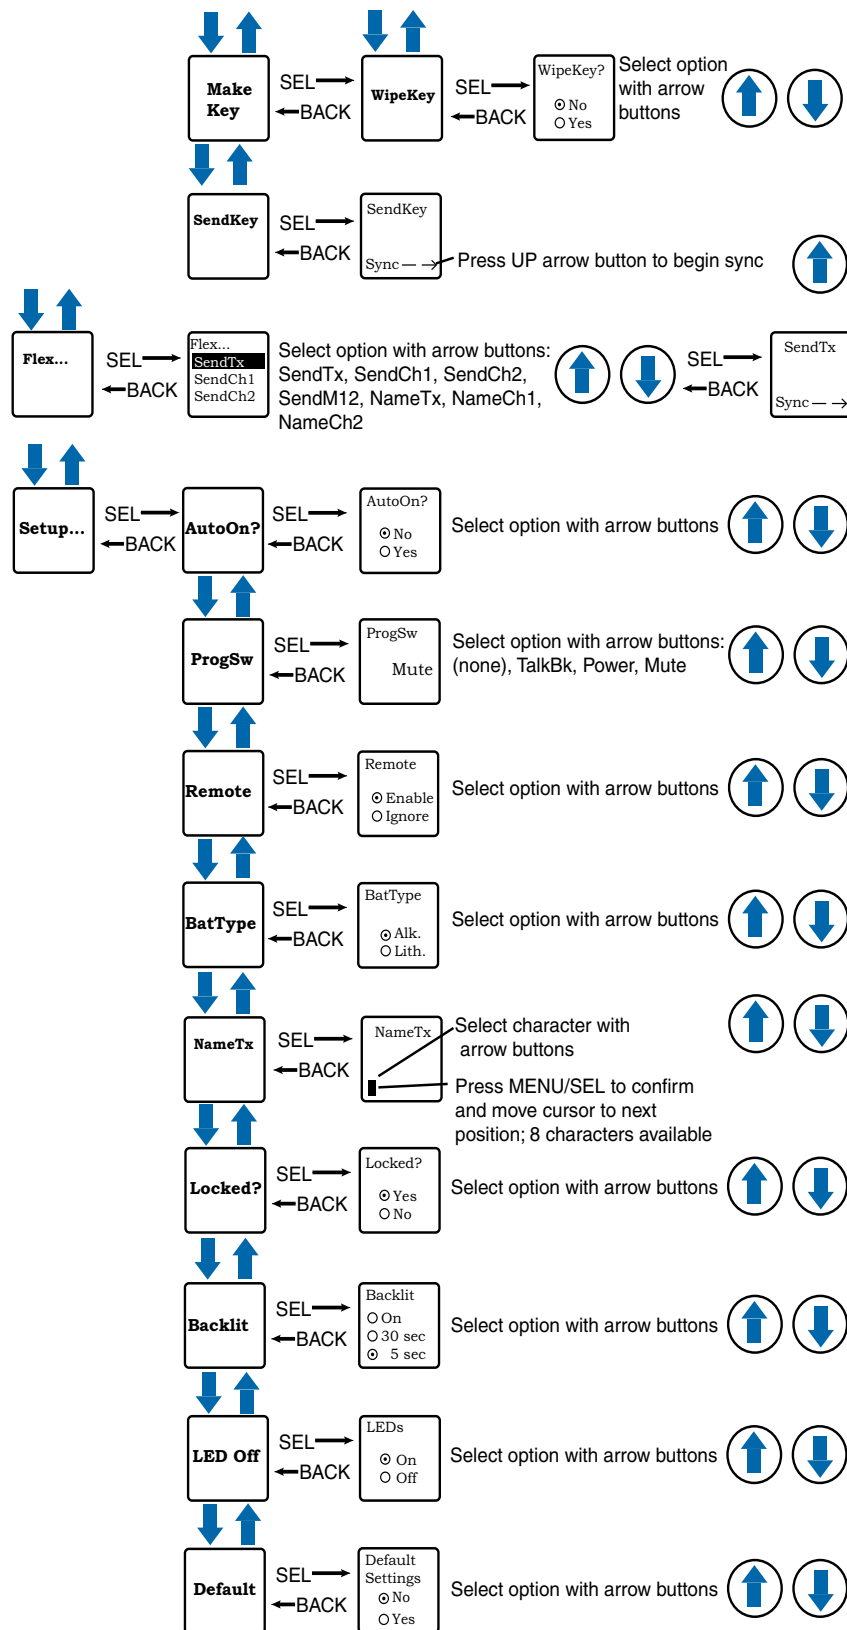 Make
Key
SEL
BACK
WipeKey
SEL
BACK
WipeKey?
No
Yes
Select option
with arrow
buttons
SendKey
SEL
BACK
SendKey
Sync
Press UP arrow button to begin sync
Flex...
SEL
BACK
Flex...
SendTx
SendCh1
SendCh2
Select option with arrow buttons:
SendTx, SendCh1, SendCh2,
SendM12, NameTx, NameCh1,
NameCh2
SEL
BACK
SendTx
Sync
Setup...
SEL
BACK
AutoOn?
SEL
BACK
AutoOn?
No
Yes
Select option with arrow buttons
ProgSw
SEL
BACK
ProgSw
Mute
Select option with arrow buttons:
(none), TalkBk, Power, Mute
Remote
SEL
BACK
Remote
Enable
Ignore
Select option with arrow buttons
BatType
SEL
BACK
BatType
Alk.
Lith.
Select option with arrow buttons
NameTx
SEL
BACK
NameTx
Select character with
arrow buttons
Press MENU/SEL to confirm
and move cursor to next
position; 8 characters available
Locked?
SEL
BACK
Locked?
Yes
No
Select option with arrow buttons
Backlit
SEL
BACK
Backlit
On
30 sec
5 sec
Select option with arrow buttons
LED Off
SEL
BACK
LEDs
On
Off
Select option with arrow buttons
Default
SEL
BACK
Default
Settings
No
Yes
Select option with arrow buttons